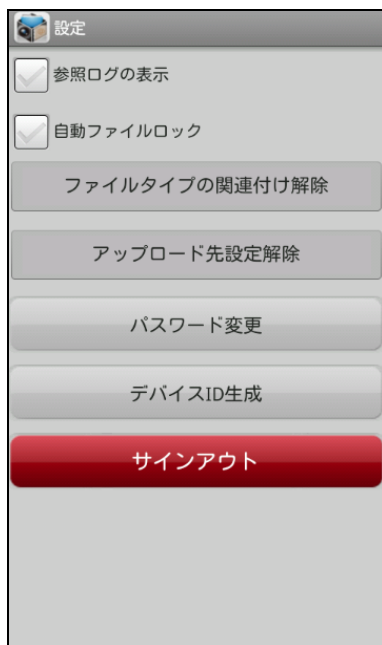 設定
参照ログの表示
自動ファイルロック
ファイルタイプの関連付け解除
アップロード先設定解除
パスワード変更
デバイスID生成
サインアウト